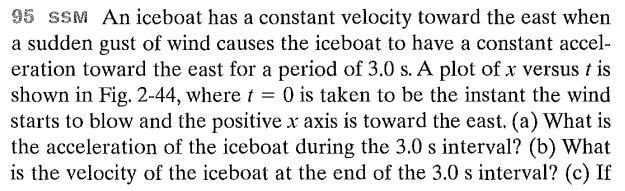 95 SSM An iceboat has a constant velocity toward the east when
a sudden gust of wind causes the iceboat to have a constant accel-
eration toward the east for a period of 3.0 s. A plot of x versus t is
shown in Fig. 2-44, where t = 0 is taken to be the instant the wind
starts to blow and the positive x axis is toward the east. (a) What is
the acceleration of the iceboat during the 3.0 s interval? (b) What
is the velocity of the iceboat at the end of the 3.0 s interval? (c) If